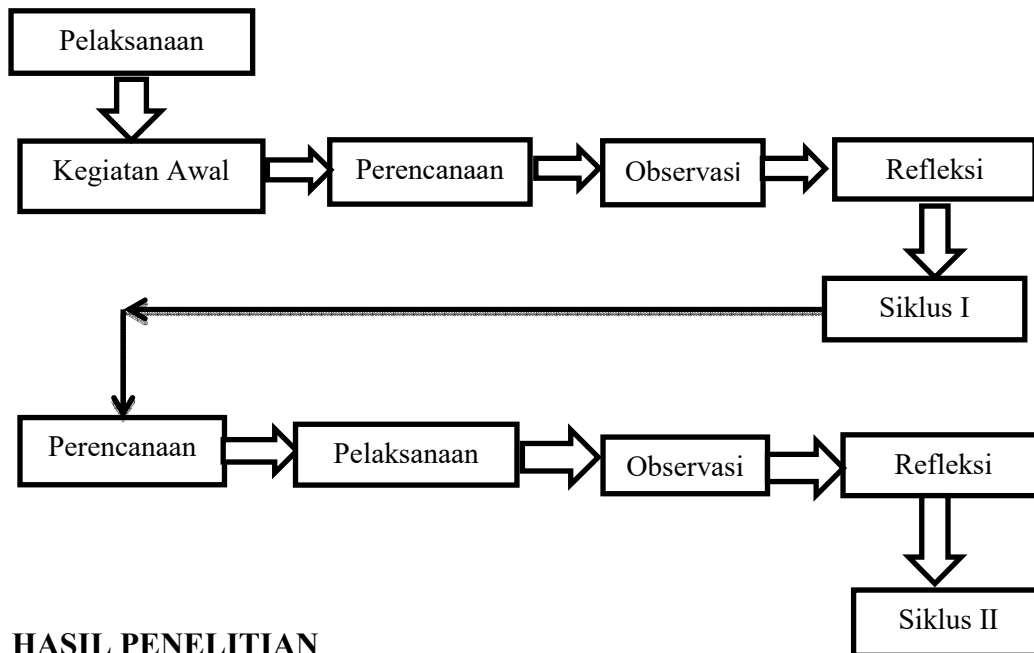 Pelaksanaan
Kegiatan Awal
Perencanaan
Observasi
Refleksi
Siklus I
Perencanaan
Pelaksanaan
Observasi
Refleksi
Siklus II
HASIL PENELITIAN